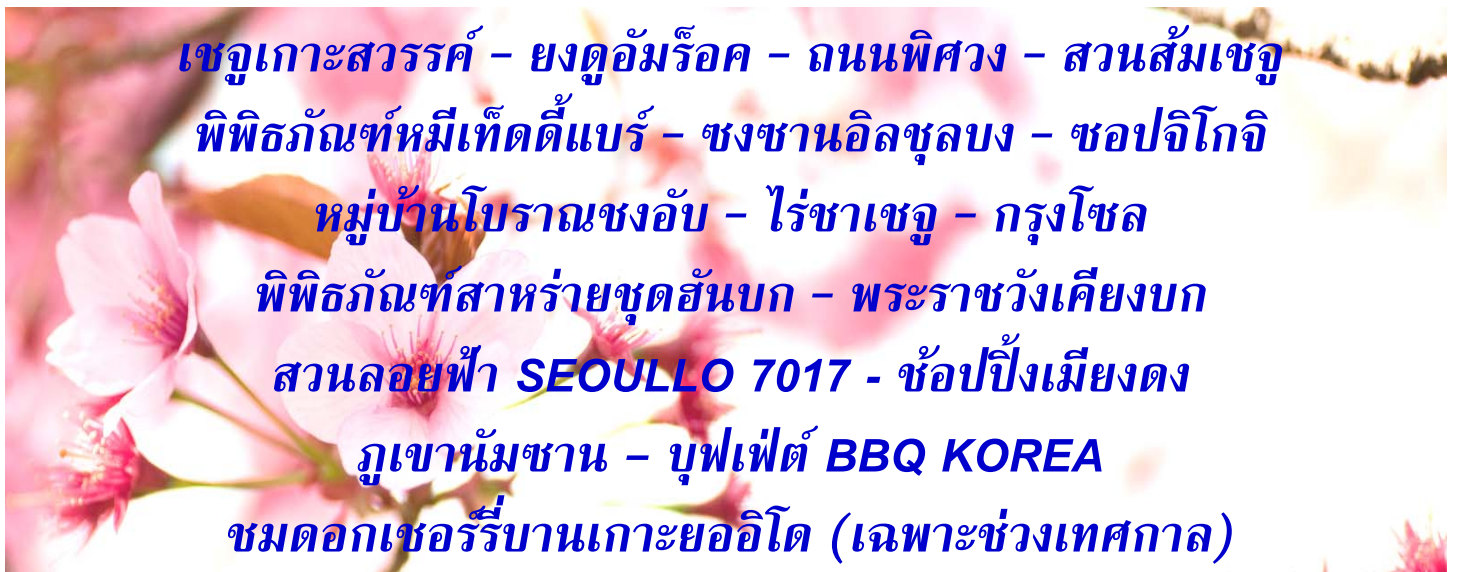 เชจูเกาะสวรรค์ – ยงดูอัมร็อค – ถนนพิศวง – สวนส้มเชจู
พิพิธภัณฑ์หมีเท็ดดี้แบร์ – ซงซานอิลชุลบง – ซอปจิโกจิ
หมู่บ้านโบราณชงอับ – ไร่ชาเชจู – กรุงโซล
พิพิธภัณฑ์สาหร่ายชุดฮันบก – พระราชวังเคียงบก
สวนลอยฟ้า SEOULLO 7017 - ช้อปปิ้งเมียงดง
ภูเขานัมซาน – บุฟเฟ่ต์ BBQ KOREA
ชมดอกเชอร์รี่บานเกาะยออิโด (เฉพาะช่วงเทศกาล)